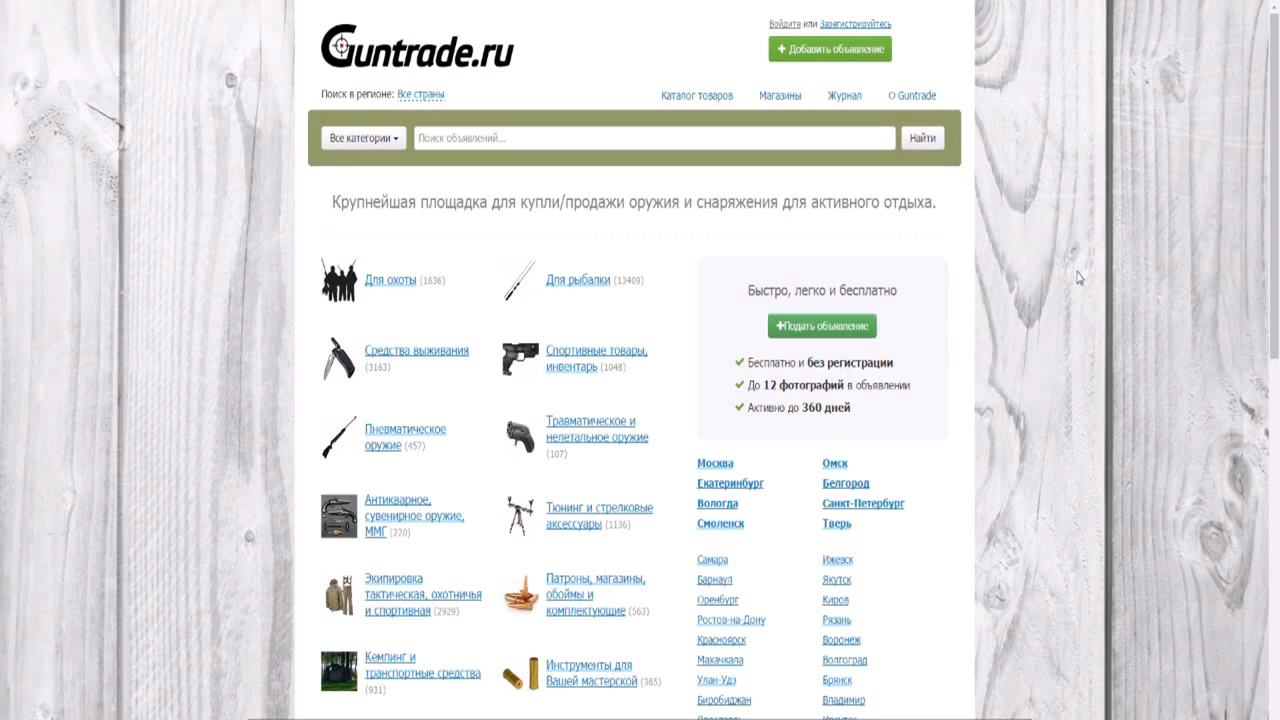 Войдите или Зарегистрируйтесь
Guntrade.ru
+ Добавить объявление
Поиск в регионе: Все страны
Каталог товаров Магазины Журнал О Guntrade
Все категории Поиск объявлений... Найти
Крупнейшая площадка для купли/продажи оружия и снаряжения для активного отдыха.
Для охоты (1636)
Для рыбалки (13409)
Средства выживания
(3163)
Спортивные товары,
инвентарь (1048)
Пневматическое
оружие (457)
Травматическое и
нелетальное оружие
(107)
Антикварное,
сувенирное оружие,
ММГ (220)
Тюнинг и стрелковые
аксессуары (1136)
Экипировка
тактическая, охотничья
и спортивная (2929)
Патроны, магазины,
обоймы и
комплектующие (563)
Кемпинг и
транспортные средства
(931)
Инструменты для
Вашей мастерской (365)
Быстро, легко и бесплатно
+Подать объявление
Бесплатно и без регистрации
До 12 фотографий в объявлении
Активно до 360 дней
Москва Омск
Екатеринбург Белгород
Вологда Санкт-Петербург
Смоленск Тверь
Самара Ижевск
Барнаул Якутск
Оренбург Киров
Ростов-на-Дону Рязань
Красноярск Воронеж
Махачкала Волгоград
Улан-Удэ Брянск
Биробиджан Владимир